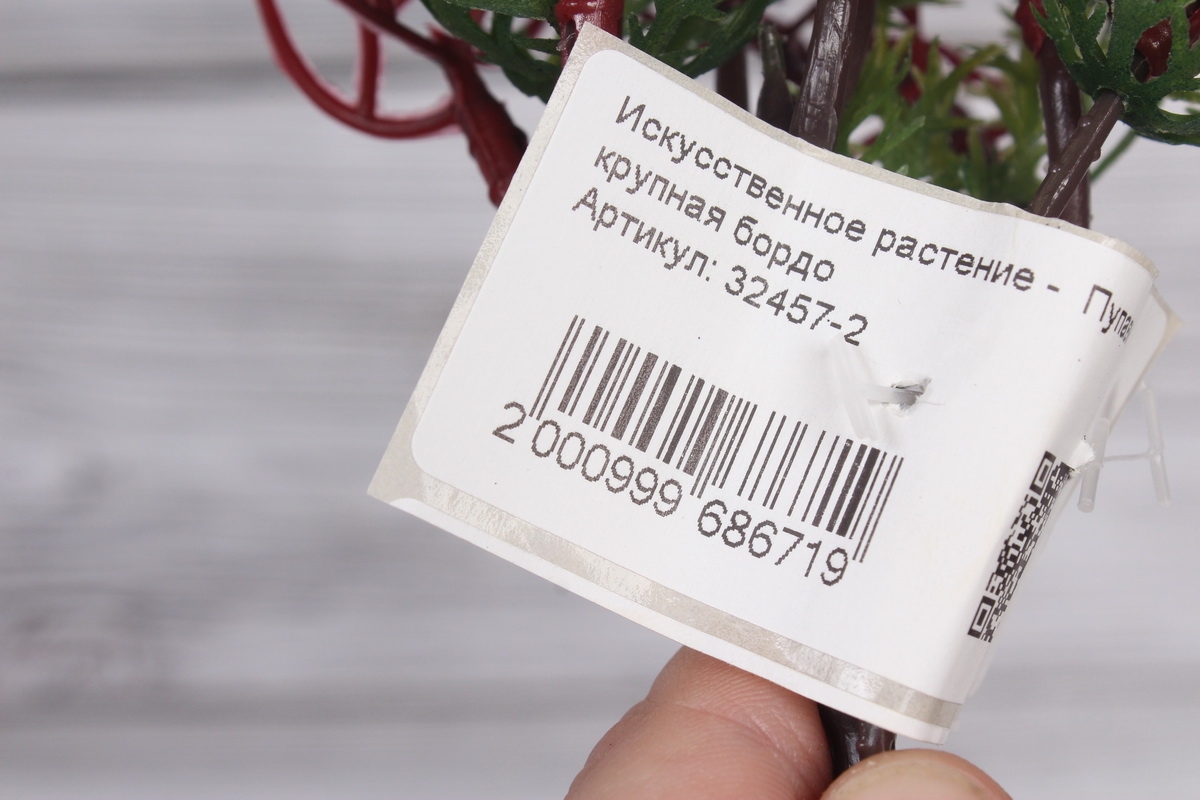 Искусственное растение -
крупная бордо
Артикул: 32457-2
2 000999 686719